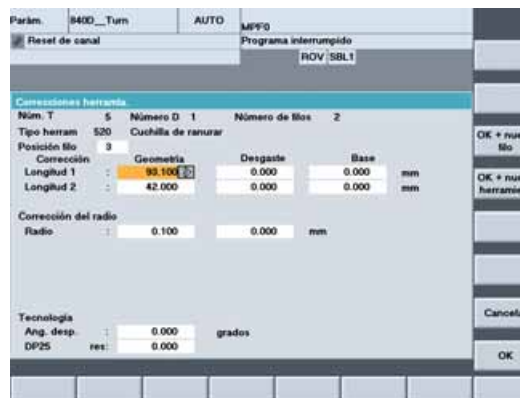 Parám. 840D__Turn AUTO MPF0
Reset de canal Programa interrumpido
ROV SBL1
Correcciones herramta.
Núm. T 5 Número D 1 Número de filos 2
Tipo herram 520 Cuchilla de ranurar
Posición filo 3
Corrección Geometría Desgaste Base
Longitud 1 : 93.100 0.000 0.000 mm
Longitud 2 : 42.000 0.000 0.000 mm
Corrección del radio
Radio : 0.100 0.000 mm
Tecnología
Ang. desp. : 0.000 grados
DP25 res: 0.000
OK + nue
filo
OK + nue
herramie
Cancela
OK